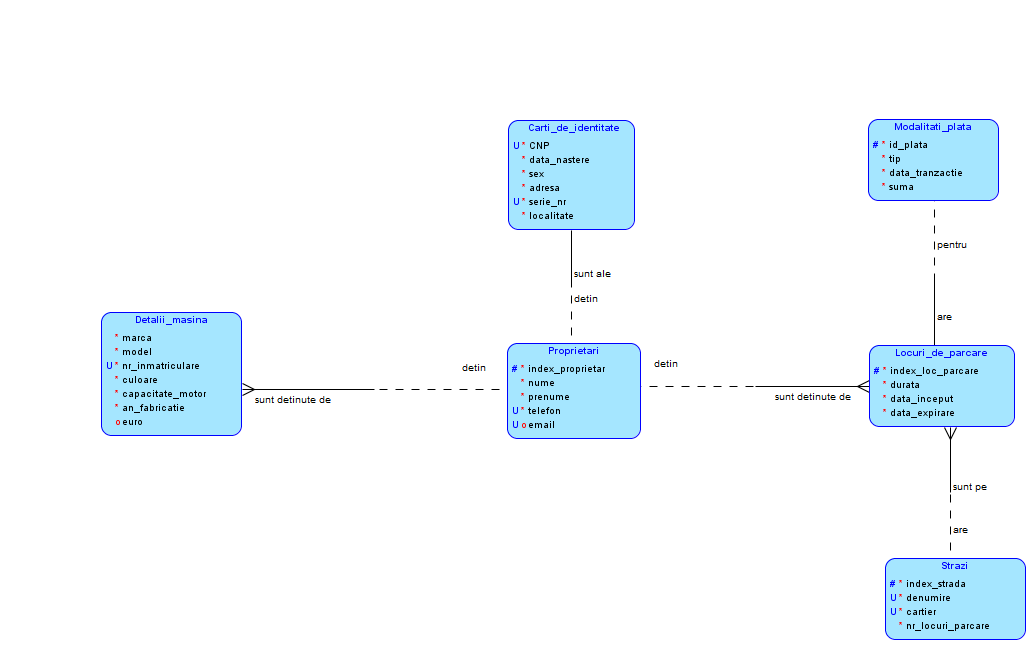 Carti_de_identitate
U * CNP
* data_nastere
* sex
* adresa
U * serie_nr
* localitate
Modalitati_plata
# * id_plata
* tip
* data_tranzactie
* suma
pentru
are
sunt ale
detin
Detalii_masina
* marca
* model
U * nr_inmatriculare
* culoare
* capacitate_motor
* an_fabricatie
o euro
detin
sunt detinute de
Proprietari
# * index_proprietar
* nume
* prenume
U * telefon
U o email
detin
sunt detinute de
Locuri_de_parcare
# * index_loc_parcare
* durata
* data_inceput
* data_expirare
sunt pe
are
Strazi
# * index_strada
U * denumire
U * cartier
* nr_locuri_parcare